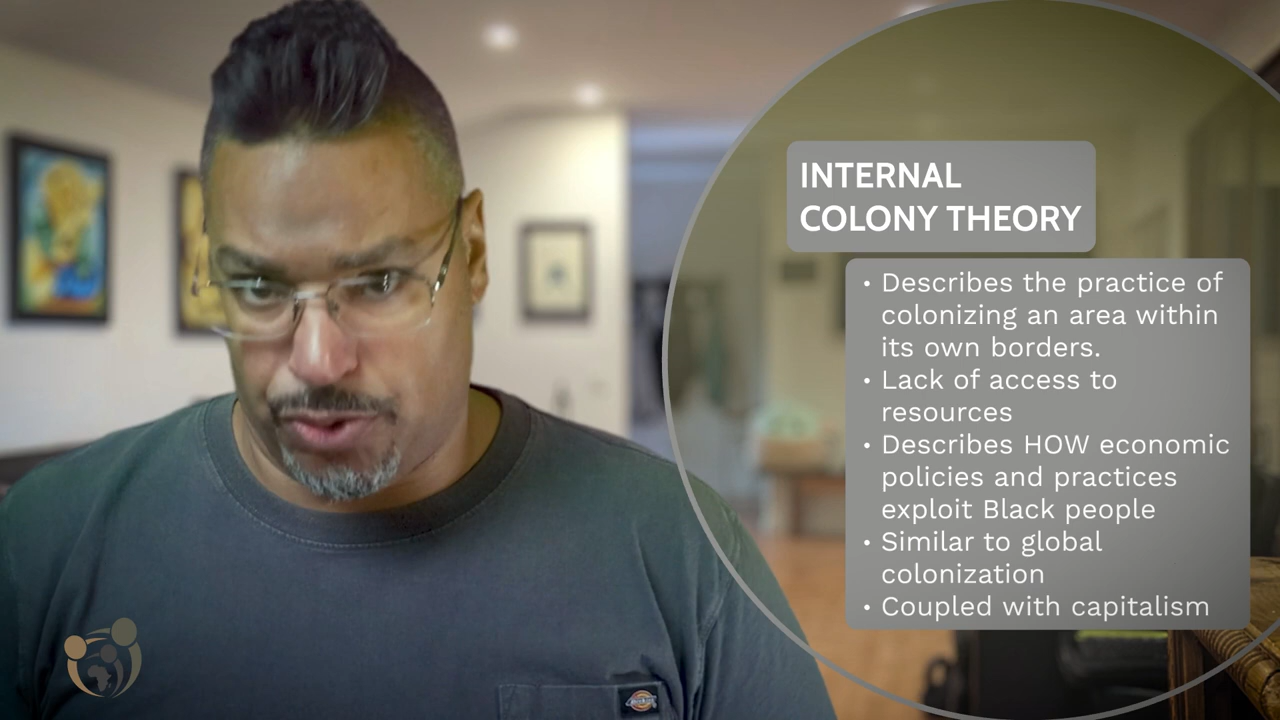 INTERNAL
COLONY THEORY
• Describes the practice of
colonizing an area within
its own borders.
• Lack of access to
resources
• Describes HOW economic
policies and practices
exploit Black people
• Similar to global
colonization
• Coupled with capitalism
Dickies